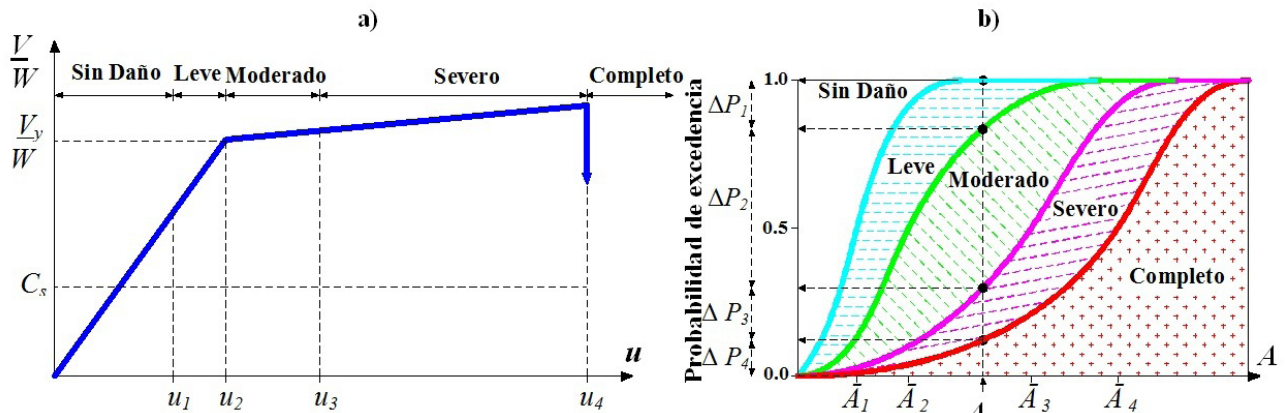 a)
V/W
Sin Daño Leve Moderado Severo Completo
V_y/W
C_s
u
u_1 u_2 u_3 u_4
b)
Probabilidad de excedencia
1.0
0.5
0.0
ΔP_1
ΔP_2
ΔP_3
ΔP_4
Sin Daño
Leve
Moderado
Severo
Completo
A
Ā_1 Ā_2 Ā_3 Ā_4